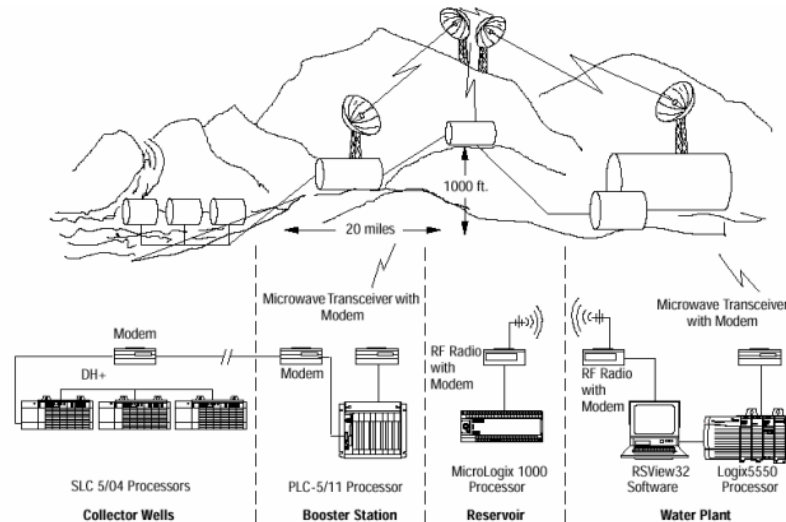 1000 ft.
20 miles
Microwave Transceiver with
Modem
Microwave Transceiver
with Modem
Modem
DH+
Modem
RF Radio
with
Modem
RF Radio
with
Modem
SLC 5/04 Processors
PLC-5/11 Processor
MicroLogix 1000
Processor
RSView32
Software
Logix5550
Processor
Collector Wells
Booster Station
Reservoir
Water Plant